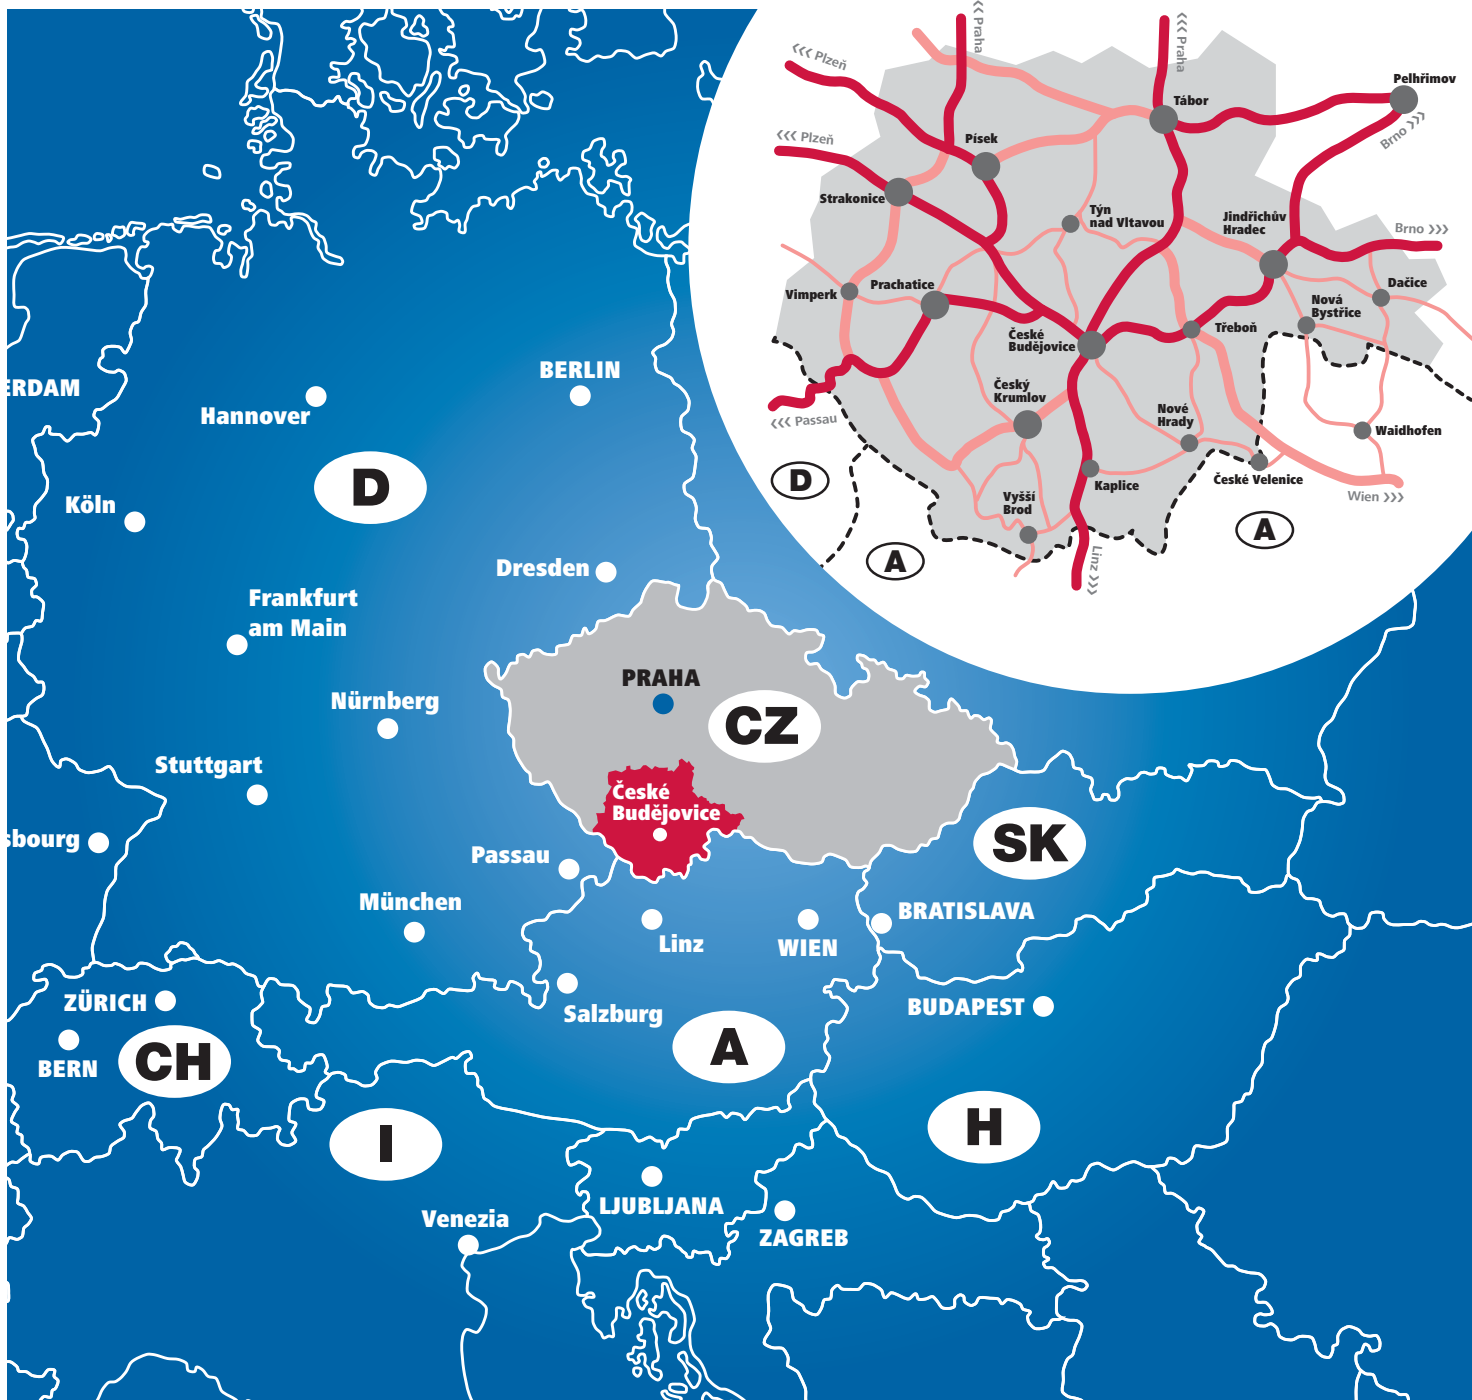 ‹‹‹ Praha
‹‹‹ Praha
‹‹‹ Plzeň
Pelhřimov
Tábor
Brno ›››
‹‹‹ Plzeň
Písek
Strakonice
Týn
nad Vltavou
Jindřichův
Hradec
Brno ›››
Vimperk
Prachatice
Dačice
Nová
Bystřice
České
Budějovice
Třeboň
Český
Krumlov
Nové
Hrady
‹‹‹ Passau
Waidhofen
D
Kaplice
České Velenice
Wien ›››
Vyšší
Brod
A
A
Linz ›››
ERDAM
BERLIN
Hannover
D
Köln
Dresden
Frankfurt
am Main
PRAHA
Nürnberg
CZ
Stuttgart
České
Budějovice
sbourg
SK
Passau
München
BRATISLAVA
Linz
WIEN
ZÜRICH
Salzburg
BUDAPEST
BERN
CH
A
I
H
LJUBLJANA
Venezia
ZAGREB